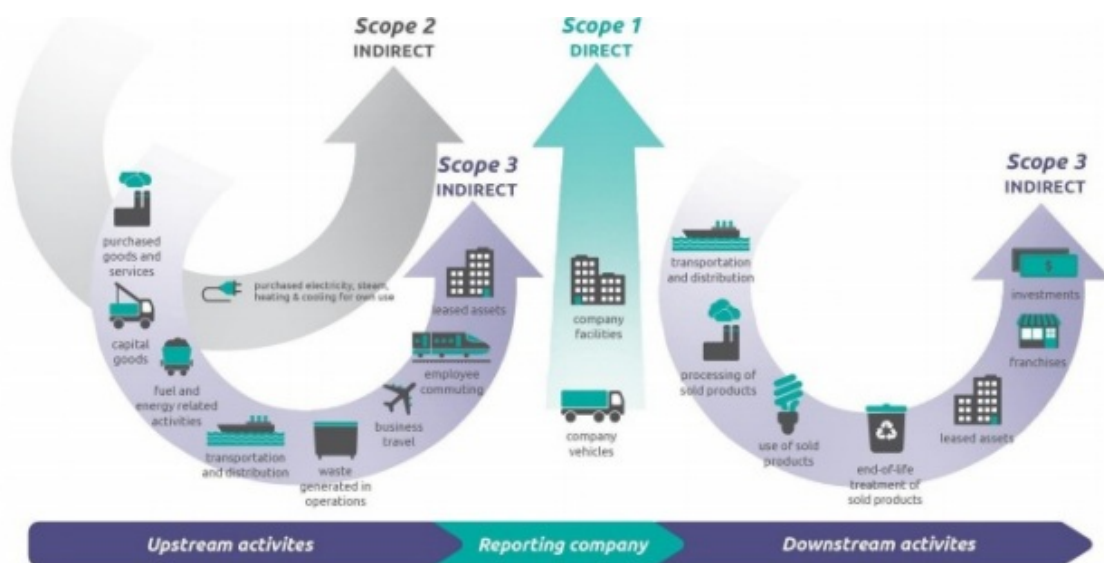 Scope 2
INDIRECT
Scope 1
DIRECT
Scope 3
INDIRECT
Scope 3
INDIRECT
purchased
goods and
services
purchased electricity, steam,
heating & cooling for own use
capital
goods
fuel and
energy related
activities
transportation
and distribution
waste
generated in
operations
business
travel
employee
commuting
leased assets
company
facilities
company
vehicles
transportation
and distribution
processing of
sold products
use of sold
products
end-of-life
treatment of
sold products
leased assets
franchises
investments
$
Upstream activites
Reporting company
Downstream activites